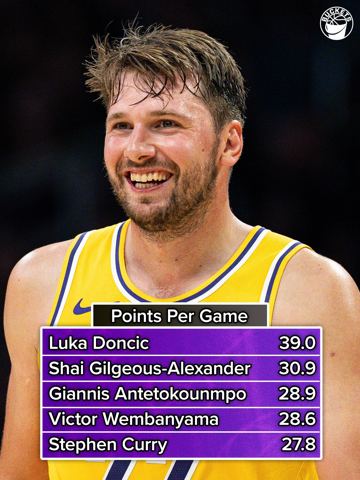 BUCKETS
Points Per Game
Luka Doncic 39.0
Shai Gilgeous-Alexander 30.9
Giannis Antetokounmpo 28.9
Victor Wembanyama 28.6
Stephen Curry 27.8